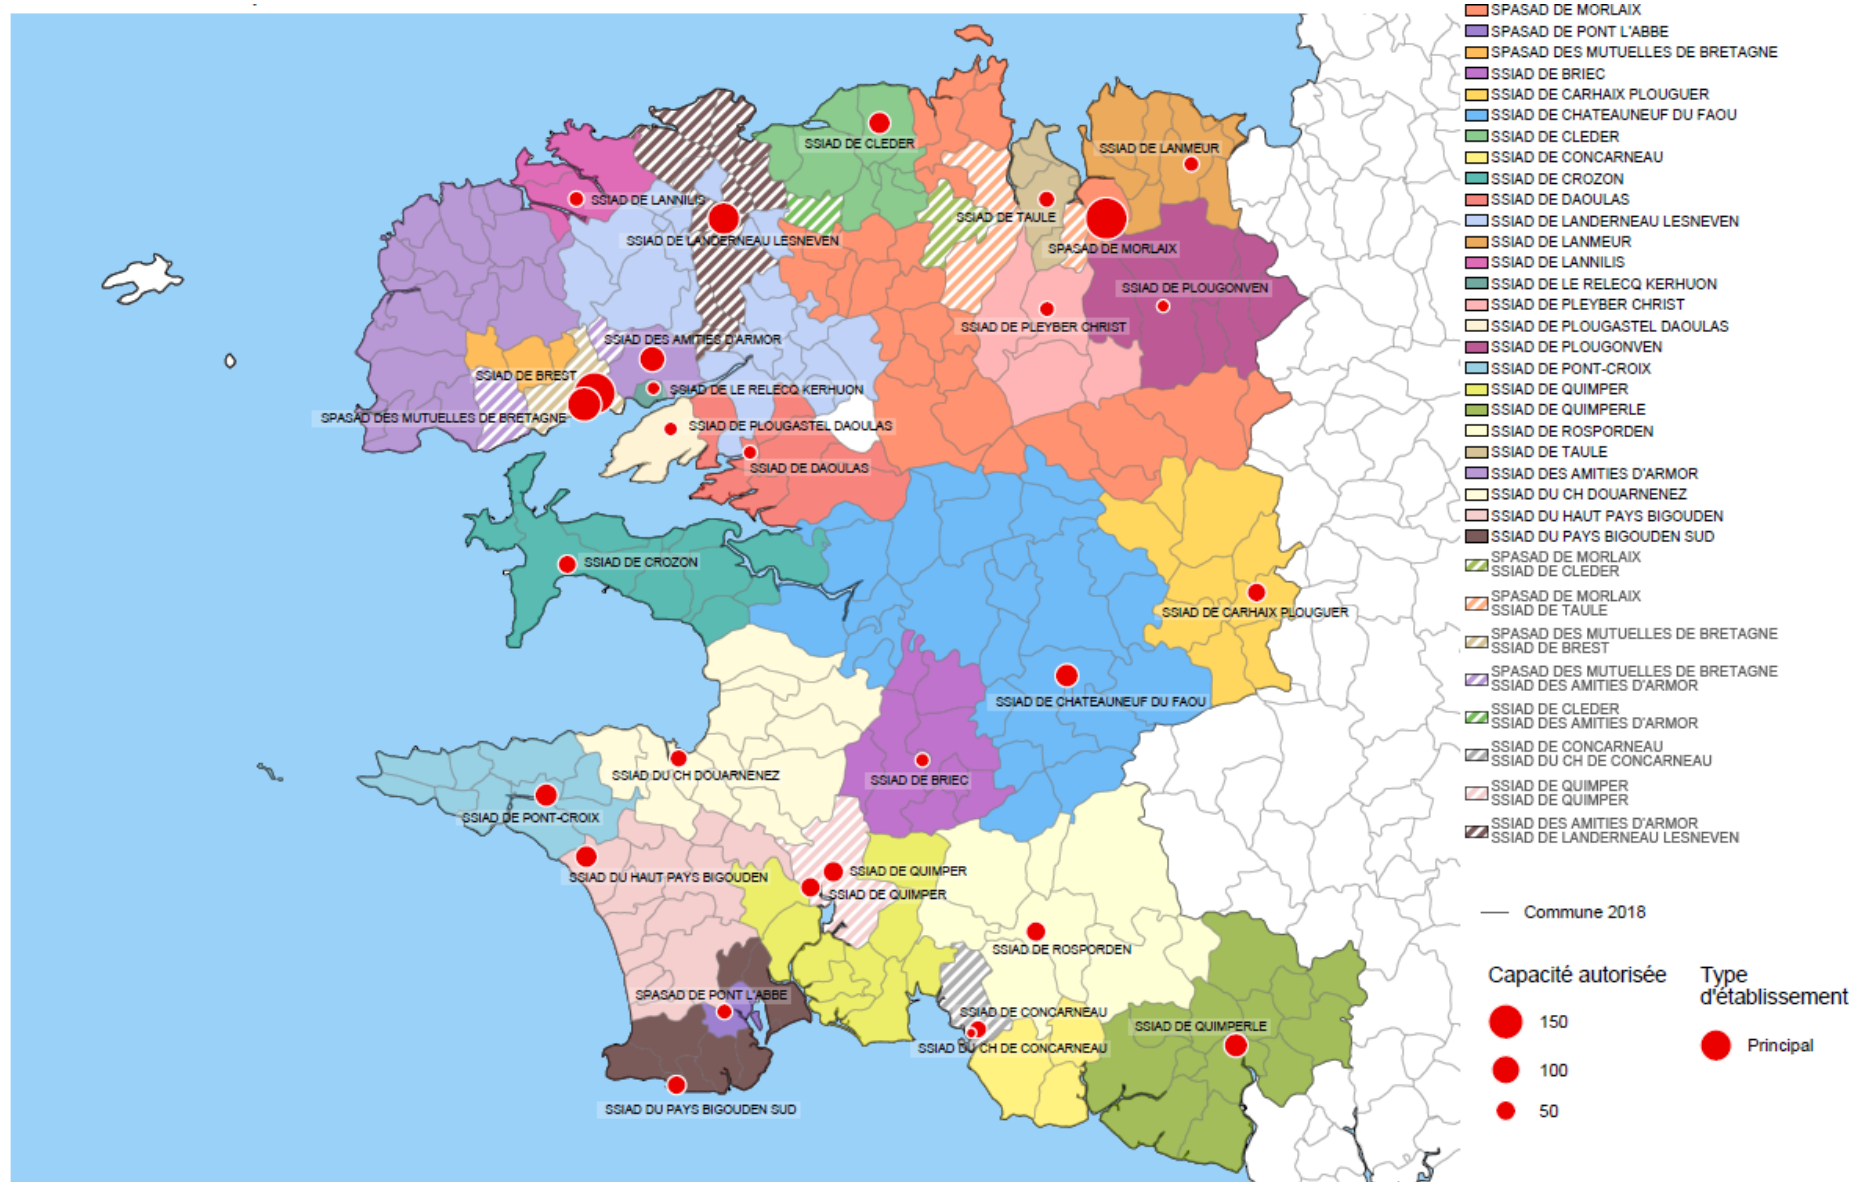 SSIAD DE CLEDER
SSIAD DE LANMEUR
SSIAD DE LANNILIS
SSIAD DE TAULE
SSIAD DE LANDERNEAU LESNEVEN
SPASAD DE MORLAIX
SSIAD DE PLOUGONVEN
SSIAD DE PLEYBER CHRIST
SSIAD DES AMITIES D'ARMOR
SSIAD DE BREST
SSIAD DE LE RELECQ KERHUON
SPASAD DES MUTUELLES DE BRETAGNE
SSIAD DE PLOUGASTEL DAOULAS
SSIAD DE DAOULAS
SSIAD DE CROZON
SSIAD DE CARHAIX PLOUGUER
SSIAD DE CHATEAUNEUF DU FAOU
SSIAD DU CH DOUARNENEZ
SSIAD DE BRIEC
SSIAD DE PONT-CROIX
SSIAD DU HAUT PAYS BIGOUDEN
SSIAD DE QUIMPER
SSIAD DE QUIMPER
SSIAD DE ROSPORDEN
SPASAD DE PONT L'ABBE
SSIAD DE CONCARNEAU
SSIAD DE QUIMPERLE
SSIAD DU CH DE CONCARNEAU
SSIAD DU PAYS BIGOUDEN SUD
SPASAD DE MORLAIX
SPASAD DE PONT L'ABBE
SPASAD DES MUTUELLES DE BRETAGNE
SSIAD DE BRIEC
SSIAD DE CARHAIX PLOUGUER
SSIAD DE CHATEAUNEUF DU FAOU
SSIAD DE CLEDER
SSIAD DE CONCARNEAU
SSIAD DE CROZON
SSIAD DE DAOULAS
SSIAD DE LANDERNEAU LESNEVEN
SSIAD DE LANMEUR
SSIAD DE LANNILIS
SSIAD DE LE RELECQ KERHUON
SSIAD DE PLEYBER CHRIST
SSIAD DE PLOUGASTEL DAOULAS
SSIAD DE PLOUGONVEN
SSIAD DE PONT-CROIX
SSIAD DE QUIMPER
SSIAD DE QUIMPERLE
SSIAD DE ROSPORDEN
SSIAD DE TAULE
SSIAD DES AMITIES D'ARMOR
SSIAD DU CH DOUARNENEZ
SSIAD DU HAUT PAYS BIGOUDEN
SSIAD DU PAYS BIGOUDEN SUD
SPASAD DE MORLAIX
SSIAD DE CLEDER
SPASAD DE MORLAIX
SSIAD DE TAULE
SPASAD DES MUTUELLES DE BRETAGNE
SSIAD DE BREST
SPASAD DES MUTUELLES DE BRETAGNE
SSIAD DES AMITIES D'ARMOR
SSIAD DE CLEDER
SSIAD DES AMITIES D'ARMOR
SSIAD DE CONCARNEAU
SSIAD DU CH DE CONCARNEAU
SSIAD DE QUIMPER
SSIAD DE QUIMPER
SSIAD DES AMITIES D'ARMOR
SSIAD DE LANDERNEAU LESNEVEN
Commune 2018
Capacité autorisée
150
100
50
Type
d'établissement
Principal